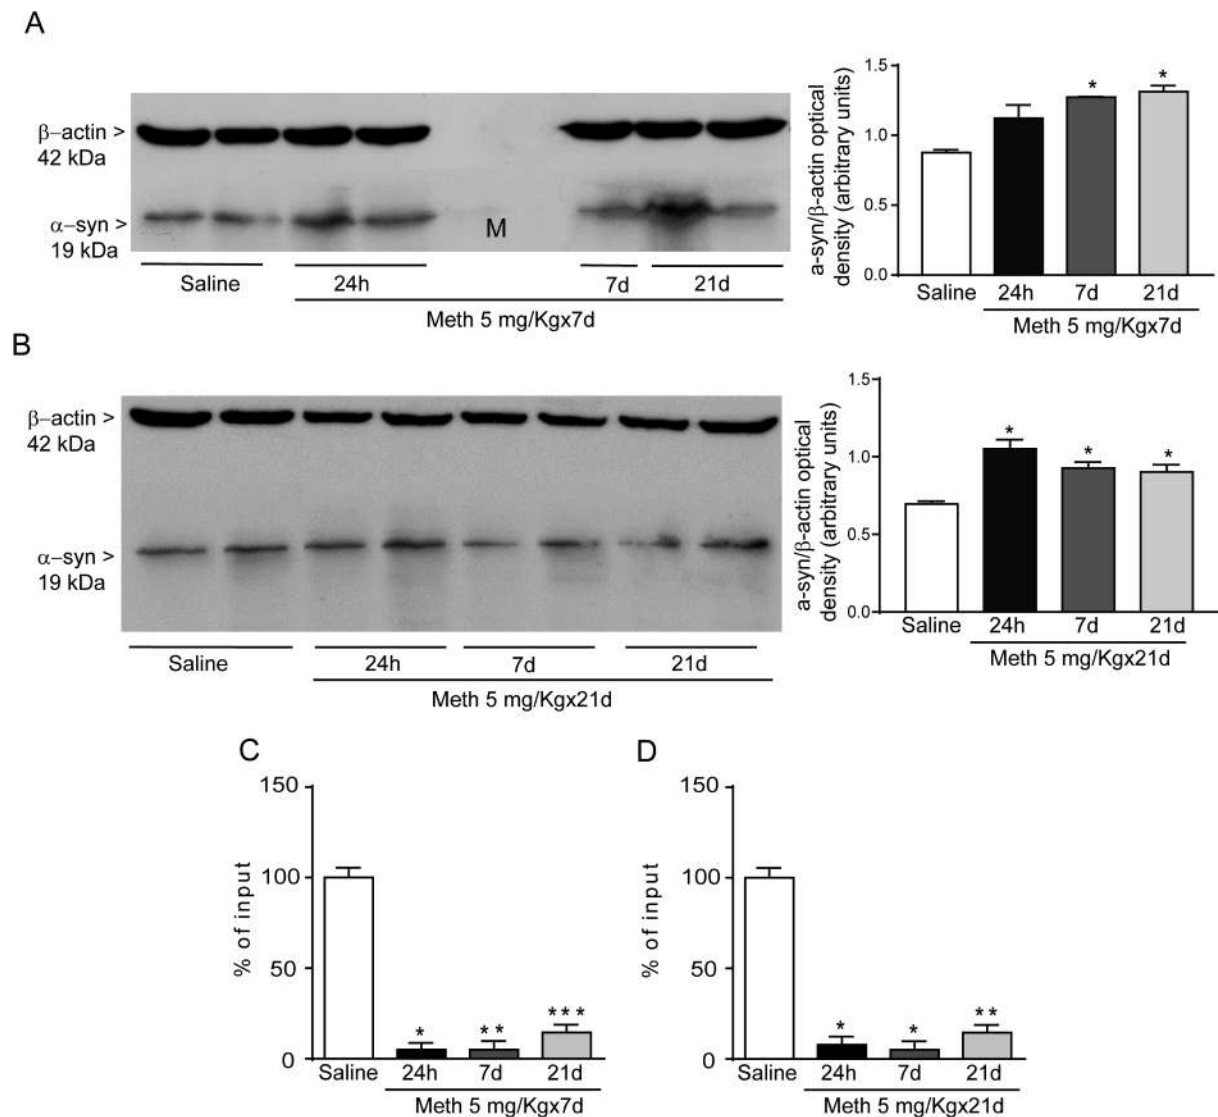 A
β−actin >
42 kDa
α−syn >
19 kDa
M
Saline
24h
7d
21d
Meth 5 mg/Kgx7d
a-syn/β-actin optical
density (arbitrary units)
1.5
1.0
0.5
0.0
*
*
Saline
24h
7d
21d
Meth 5 mg/Kgx7d
B
β−actin >
42 kDa
α−syn >
19 kDa
Saline
24h
7d
21d
Meth 5 mg/Kgx21d
a-syn/β-actin optical
density (arbitrary units)
1.5
1.0
0.5
0.0
*
*
*
Saline
24h
7d
21d
Meth 5 mg/Kgx21d
C
% of input
150
100
50
0
*
**
***
Saline
24h
7d
21d
Meth 5 mg/Kgx7d
D
% of input
150
100
50
0
*
*
**
Saline
24h
7d
21d
Meth 5 mg/Kgx21d